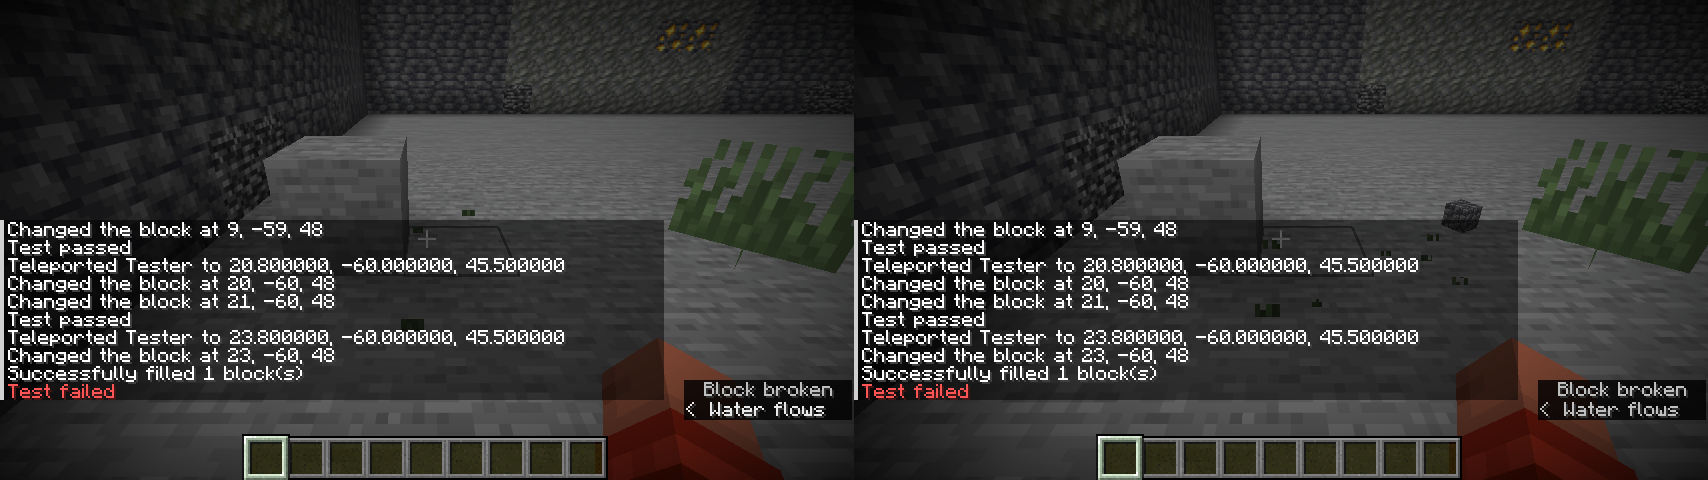 Changed the block at 9, -59, 48
Test passed
Teleported Tester to 20.800000, -60.000000, 45.500000
Changed the block at 20, -60, 48
Changed the block at 21, -60, 48
Test passed
Teleported Tester to 23.800000, -60.000000, 45.500000
Changed the block at 23, -60, 48
Successfully filled 1 block(s)
Test failed
Block broken
< Water flows
Changed the block at 9, -59, 48
Test passed
Teleported Tester to 20.800000, -60.000000, 45.500000
Changed the block at 20, -60, 48
Changed the block at 21, -60, 48
Test passed
Teleported Tester to 23.800000, -60.000000, 45.500000
Changed the block at 23, -60, 48
Successfully filled 1 block(s)
Test failed
Block broken
< Water flows